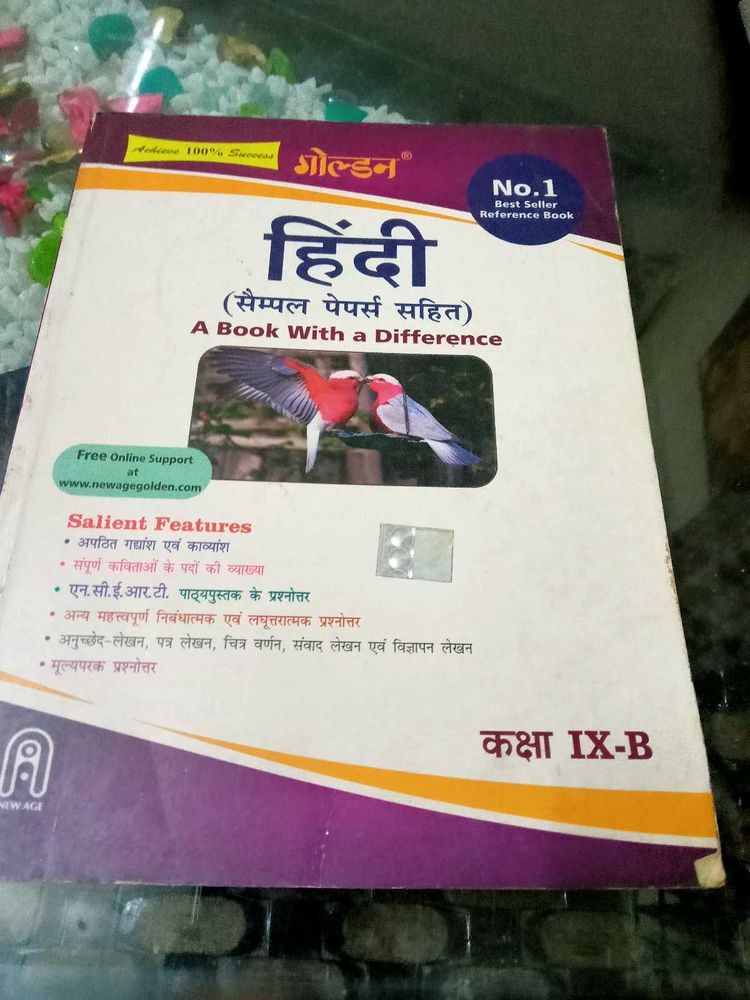 Achieve 100% Success
गोल्डन®
No.1
Best Seller
Reference Book
हिंदी
(सैम्पल पेपर्स सहित)
A Book With a Difference
Free Online Support
at
www.newagegolden.com
Salient Features
• अपठित गद्यांश एवं काव्यांश
• संपूर्ण कविताओं के पदों की व्याख्या
• एन.सी.ई.आर.टी. पाठ्यपुस्तक के प्रश्नोत्तर
• अन्य महत्त्वपूर्ण निबंधात्मक एवं लघूत्तरात्मक प्रश्नोत्तर
• अनुच्छेद-लेखन, पत्र लेखन, चित्र वर्णन, संवाद लेखन एवं विज्ञापन लेखन
• मूल्यपरक प्रश्नोत्तर
कक्षा IX-B
NEW AGE